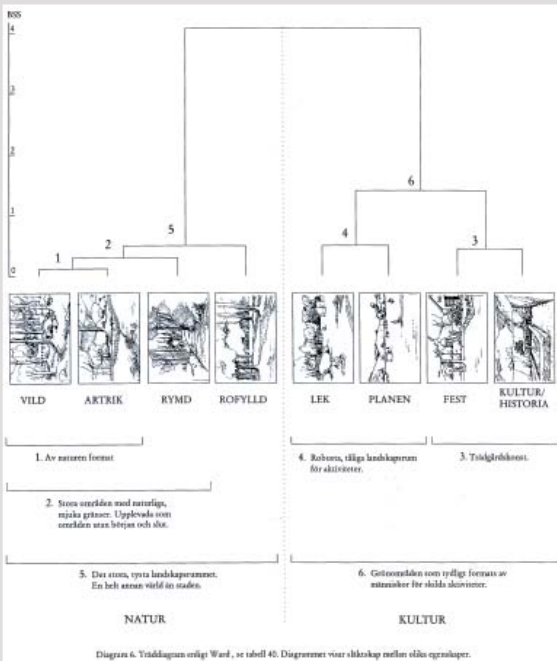 BSS
4
3
2
1
0
6
5
4
3
2
1
VILD
ARTRIK
RYMD
ROFYLLD
LEK
PLANEN
FEST
KULTUR/
HISTORIA
1. Av naturen format
4. Robusta, tåliga landskapsrum
för aktiviteter.
3. Trädgårdskonst.
2. Stora områden med naturliga,
mjuka gränser. Upplevada som
områden utan början och slut.
5. Det stora, tysta landskapsrummet.
En helt annan värld än staden.
6. Grönområden som tydligt formats av
människor för skilda aktiviteter.
NATUR
KULTUR
Diagram 6. Träddiagram enligt Ward, se tabell 40. Diagrammet visar släktskap mellan olika egenskaper.